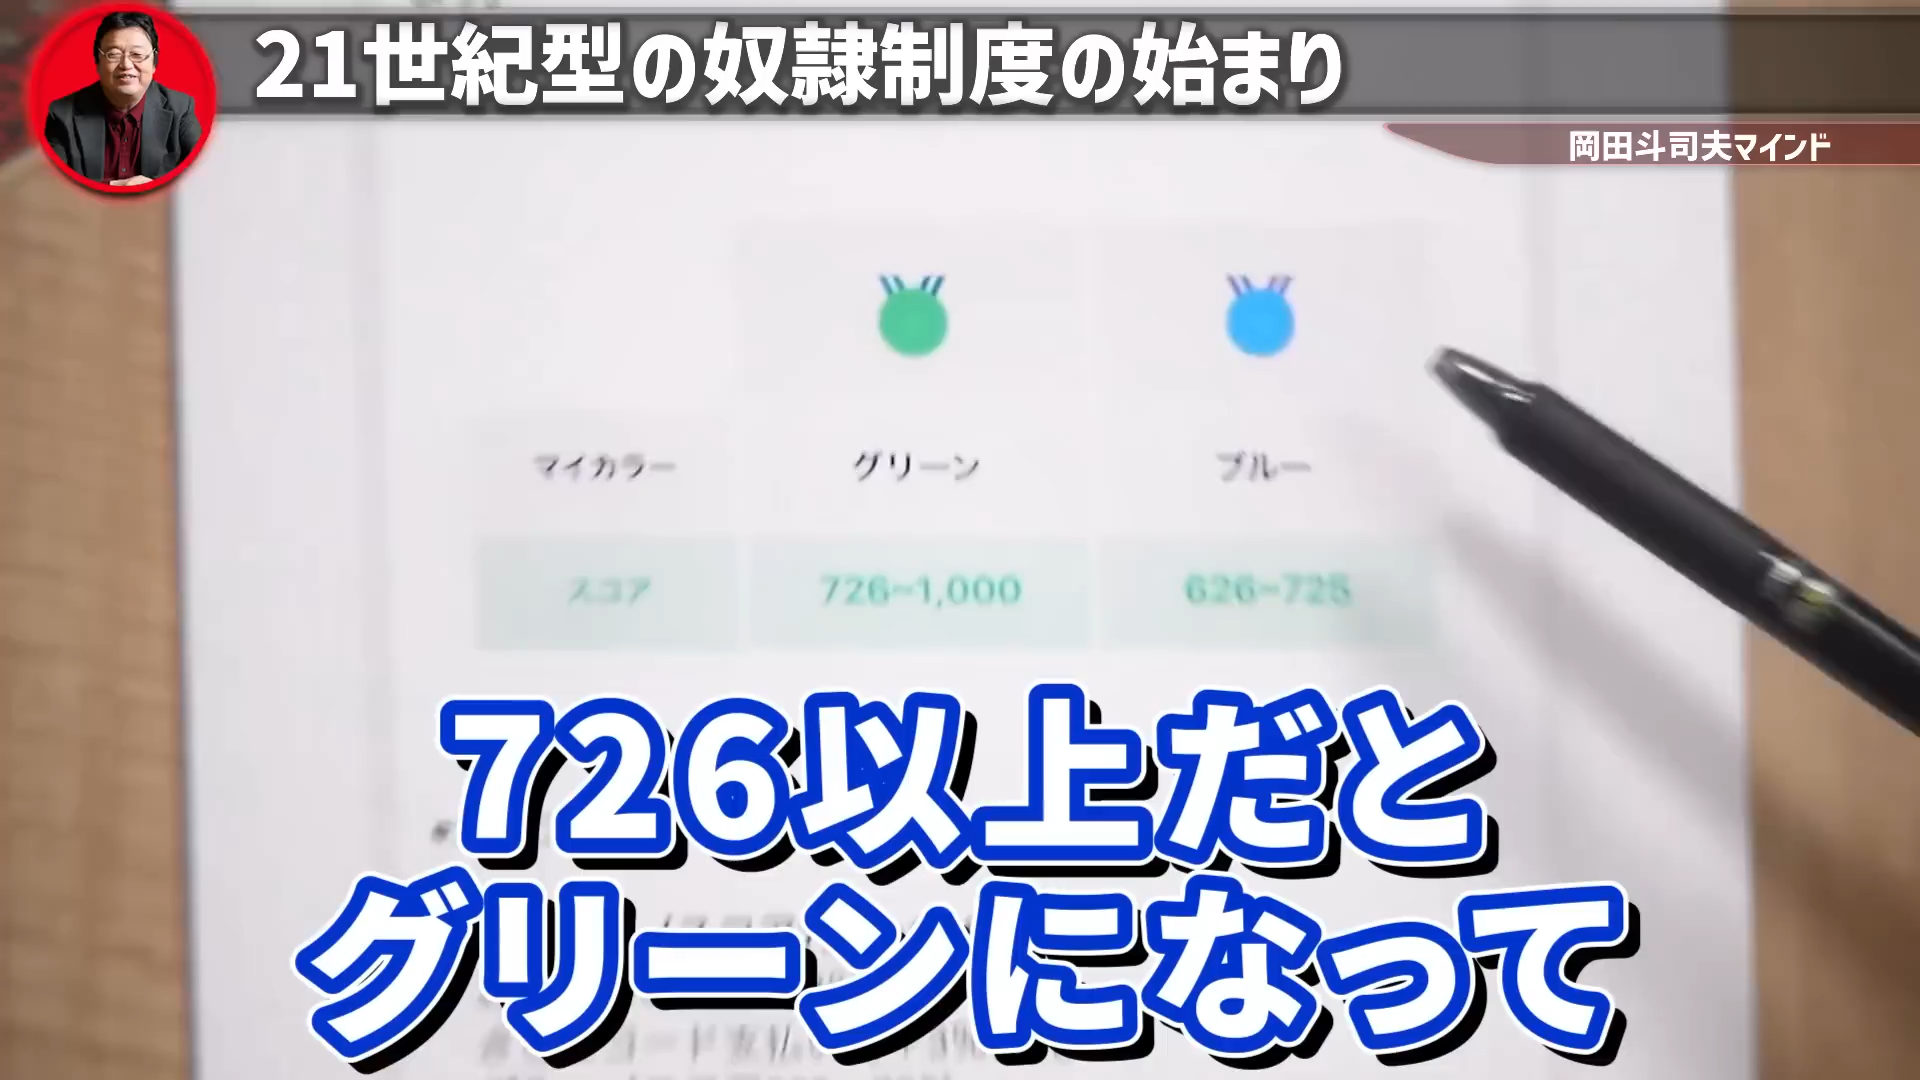 21世紀型の奴隷制度の始まり
岡田斗司夫マインド
マイカラー グリーン ブルー
スコア 726~1,000 626~725
726以上だと
グリーンになって